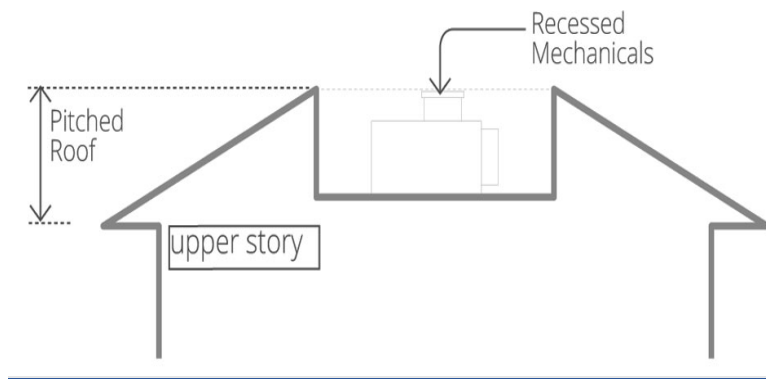 Recessed
Mechanicals
Pitched
Roof
upper story